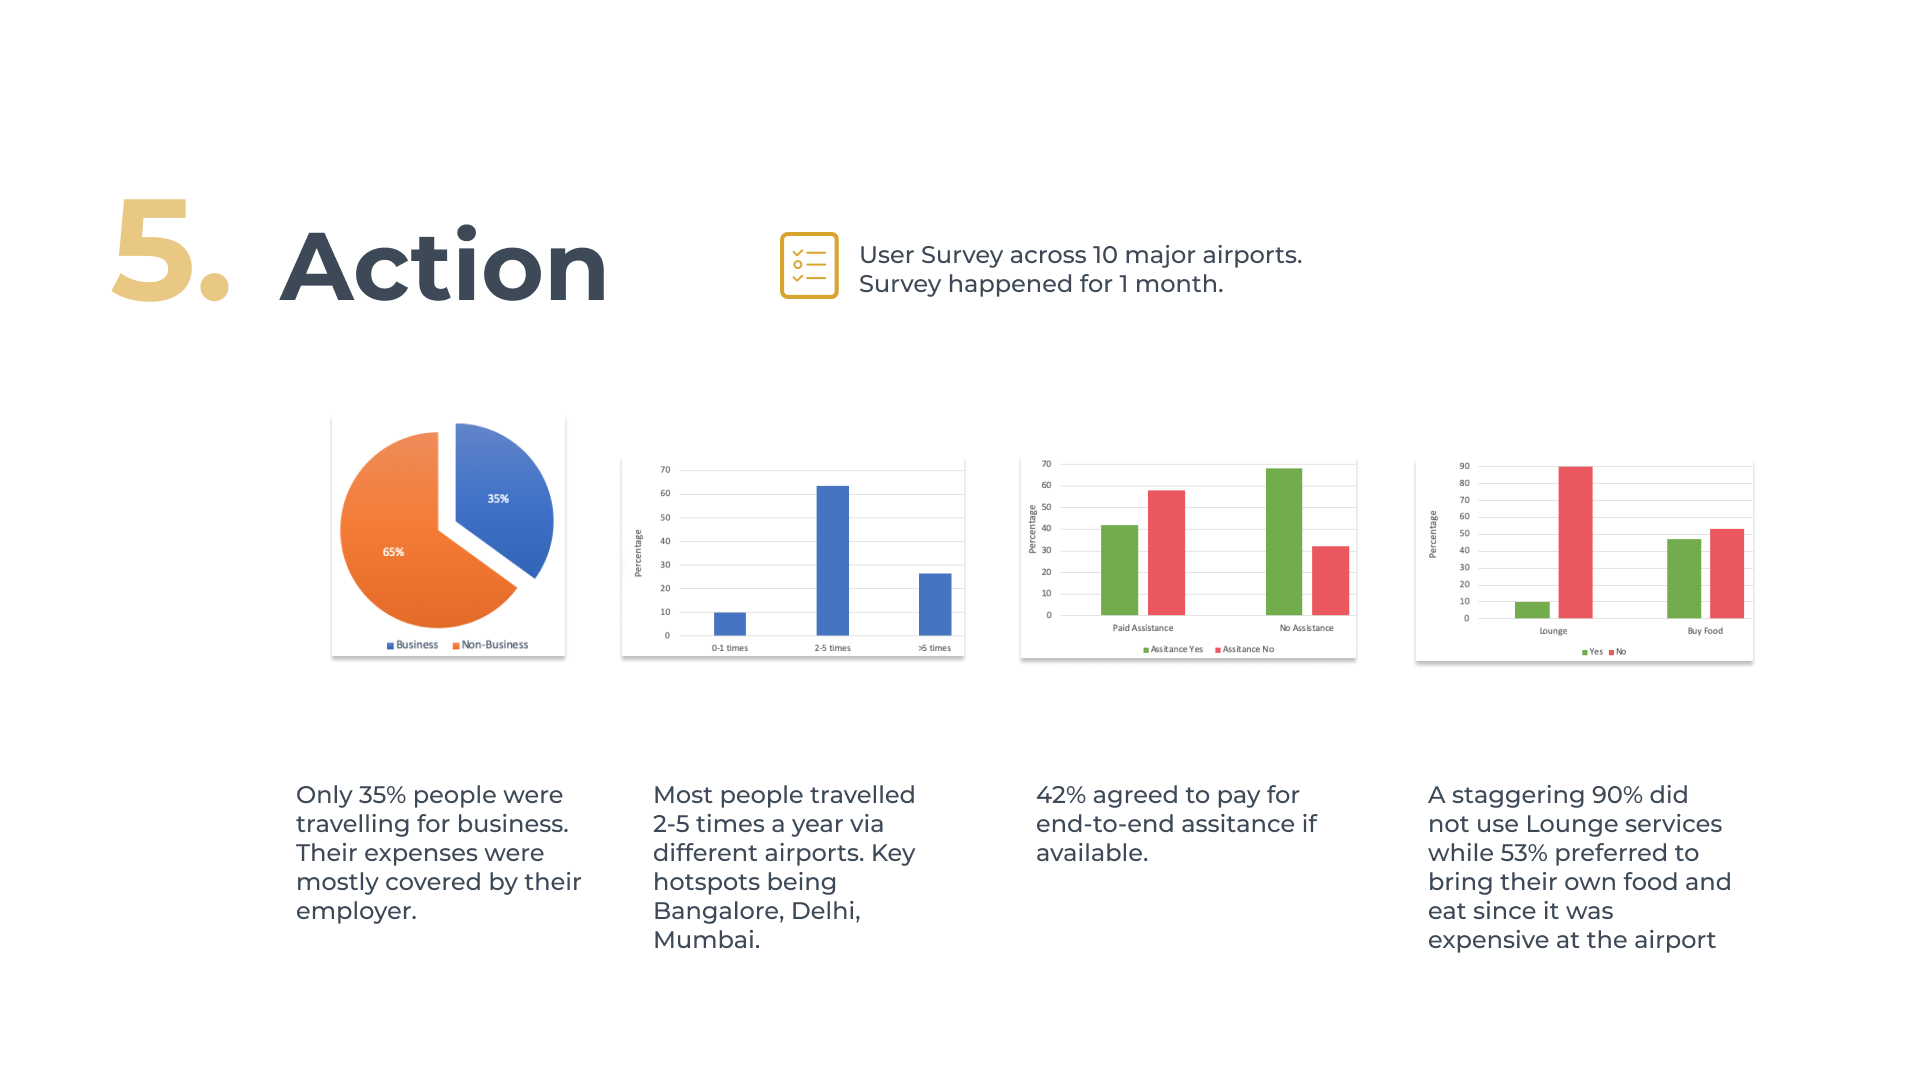 5. Action
User Survey across 10 major airports.
Survey happened for 1 month.
35%
65%
Business Non-Business
70
60
50
40
30
20
10
0
Percentage
0-1 times 2-5 times >5 times
70
60
50
40
30
20
10
0
Percentage
Paid Assistance No Assistance
Assitance Yes Assitance No
90
80
70
60
50
40
30
20
10
0
Percentage
Lounge Buy Food
Yes No
Only 35% people were
travelling for business.
Their expenses were
mostly covered by their
employer.
Most people travelled
2-5 times a year via
different airports. Key
hotspots being
Bangalore, Delhi,
Mumbai.
42% agreed to pay for
end-to-end assitance if
available.
A staggering 90% did
not use Lounge services
while 53% preferred to
bring their own food and
eat since it was
expensive at the airport